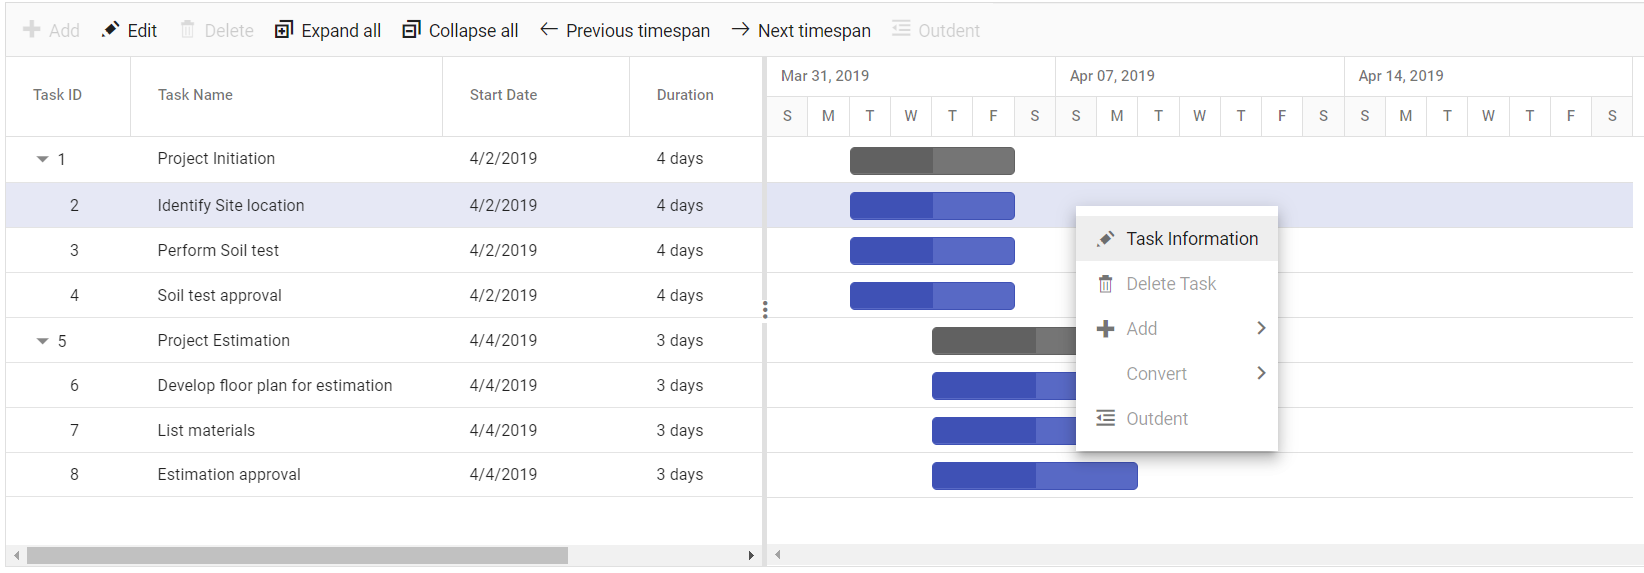 Add Edit Delete Expand all Collapse all Previous timespan Next timespan Outdent
Task ID Task Name Start Date Duration
Mar 31, 2019 Apr 07, 2019 Apr 14, 2019
S M T W T F S S M T W T F S S M T W T F S
1 Project Initiation 4/2/2019 4 days
2 Identify Site location 4/2/2019 4 days
3 Perform Soil test 4/2/2019 4 days
4 Soil test approval 4/2/2019 4 days
5 Project Estimation 4/4/2019 3 days
6 Develop floor plan for estimation 4/4/2019 3 days
7 List materials 4/4/2019 3 days
8 Estimation approval 4/4/2019 3 days
Task Information
Delete Task
Add
Convert
Outdent